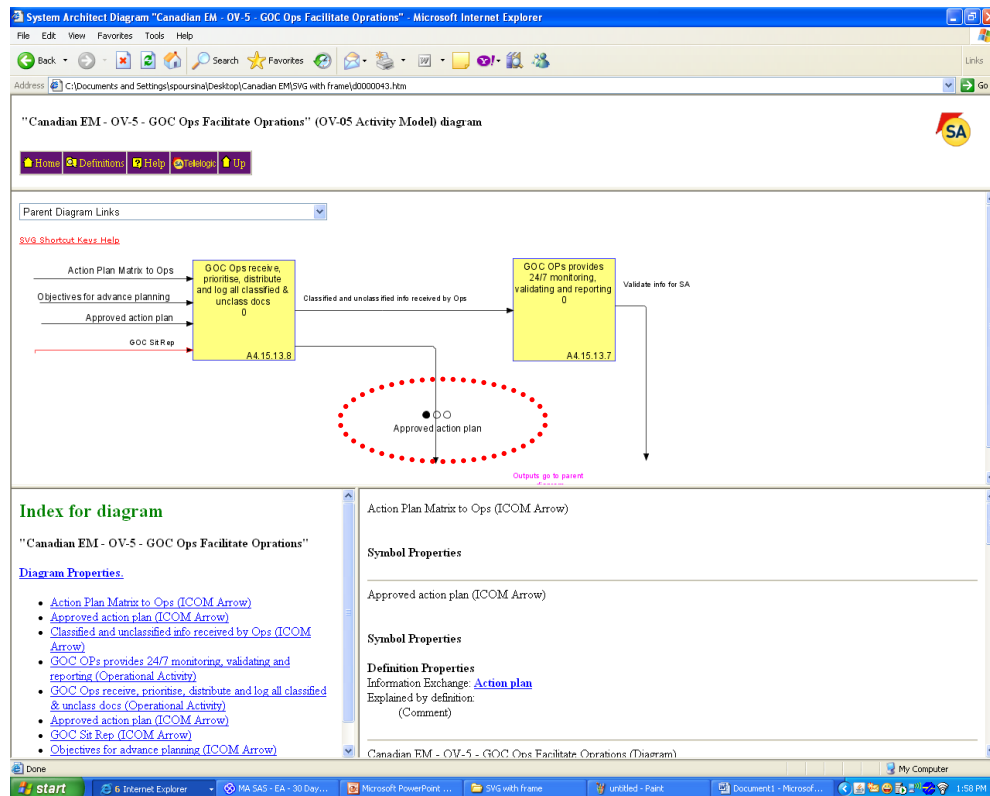 System Architect Diagram "Canadian EM - OV-5 - GOC Ops Facilitate Oprations" - Microsoft Internet Explorer
File Edit View Favorites Tools Help
Back Search Favorites
Links
Address C:\Documents and Settings\spoursina\Desktop\Canadian EM\SVG with frame\d0000043.htm Go
"Canadian EM - OV-5 - GOC Ops Facilitate Oprations" (OV-05 Activity Model) diagram
SA
Home Definitions Help Telelogic Up
Parent Diagram Links
SVG Shortcut Keys Help
Action Plan Matrix to Ops
Objectives for advance planning
Approved action plan
GOC Sit Rep
GOC Ops receive,
prioritise, distribute
and log all classified &
unclass docs
0
A4.15.13.8
Classified and unclassified info received by Ops
GOC OPs provides
24/7 monitoring,
validating and reporting
0
A4.15.13.7
Validate info for SA
Approved action plan
Outputs go to parent
diagram
Index for diagram
"Canadian EM - OV-5 - GOC Ops Facilitate Oprations"
Diagram Properties.
Action Plan Matrix to Ops (ICOM Arrow)
Approved action plan (ICOM Arrow)
Classified and unclassified info received by Ops (ICOM
Arrow)
GOC OPs provides 24/7 monitoring, validating and
reporting (Operational Activity)
GOC Ops receive, prioritise, distribute and log all classified
& unclass docs (Operational Activity)
Approved action plan (ICOM Arrow)
GOC Sit Rep (ICOM Arrow)
Objectives for advance planning (ICOM Arrow)
Action Plan Matrix to Ops (ICOM Arrow)
Symbol Properties
Approved action plan (ICOM Arrow)
Symbol Properties
Definition Properties
Information Exchange: Action plan
Explained by definition:
(Comment)
Canadian EM - OV-5 - GOC Ops Facilitate Oprations (Diagram)
Done
My Computer
start 6 Internet Explorer MA SAS - EA - 30 Day... Microsoft PowerPoint ... SVG with frame untitled - Paint Document1 - Microsof... 1:58 PM